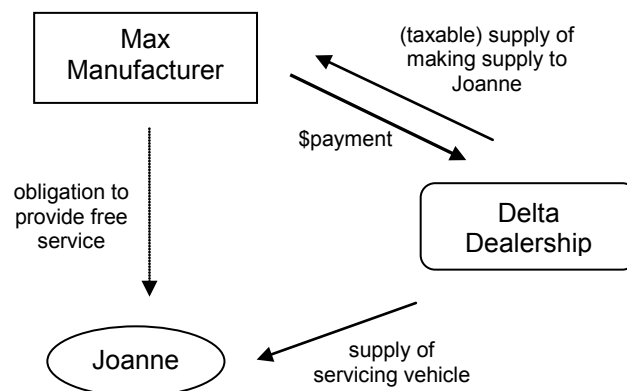 Max
Manufacturer
(taxable) supply of
making supply to
Joanne
$payment
obligation to
provide free
service
Delta
Dealership
Joanne
supply of
servicing vehicle